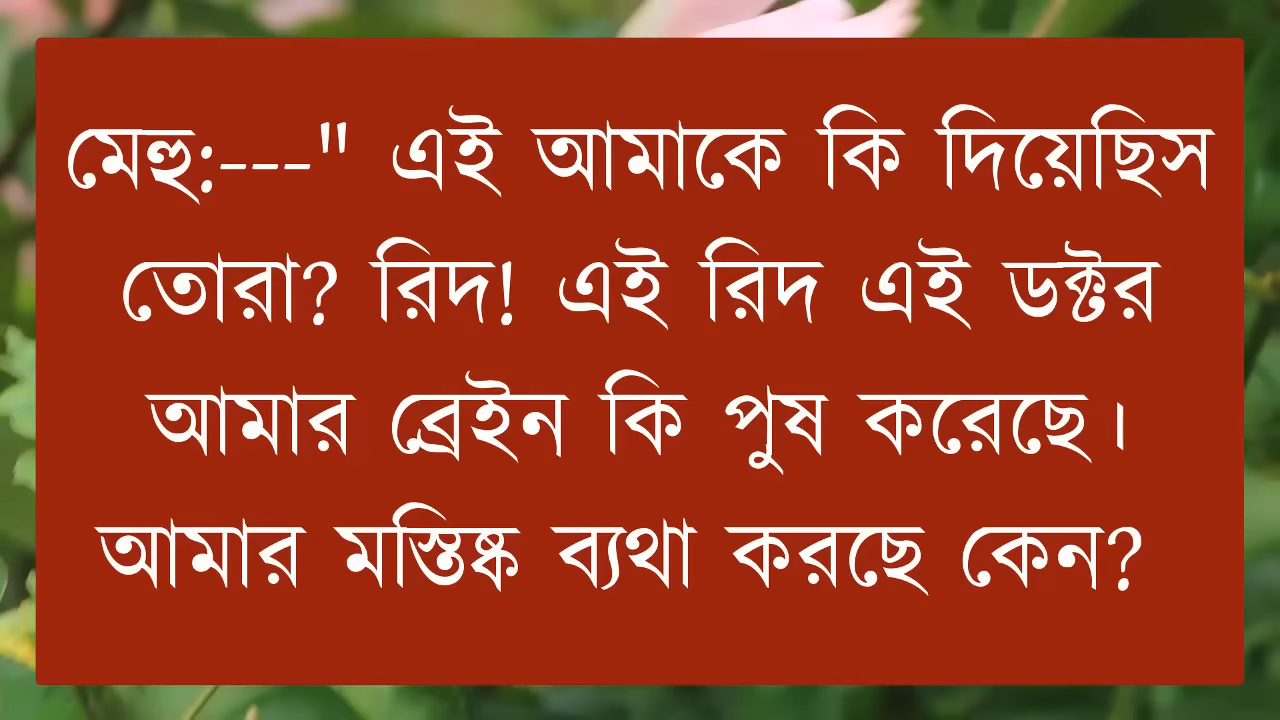 মেহু:---" এই আমাকে কি দিয়েছিস
তোরা? রিদ! এই রিদ এই ডক্টর
আমার ব্রেইন কি পুষ করেছে।
আমার মস্তিষ্ক ব্যথা করছে কেন?